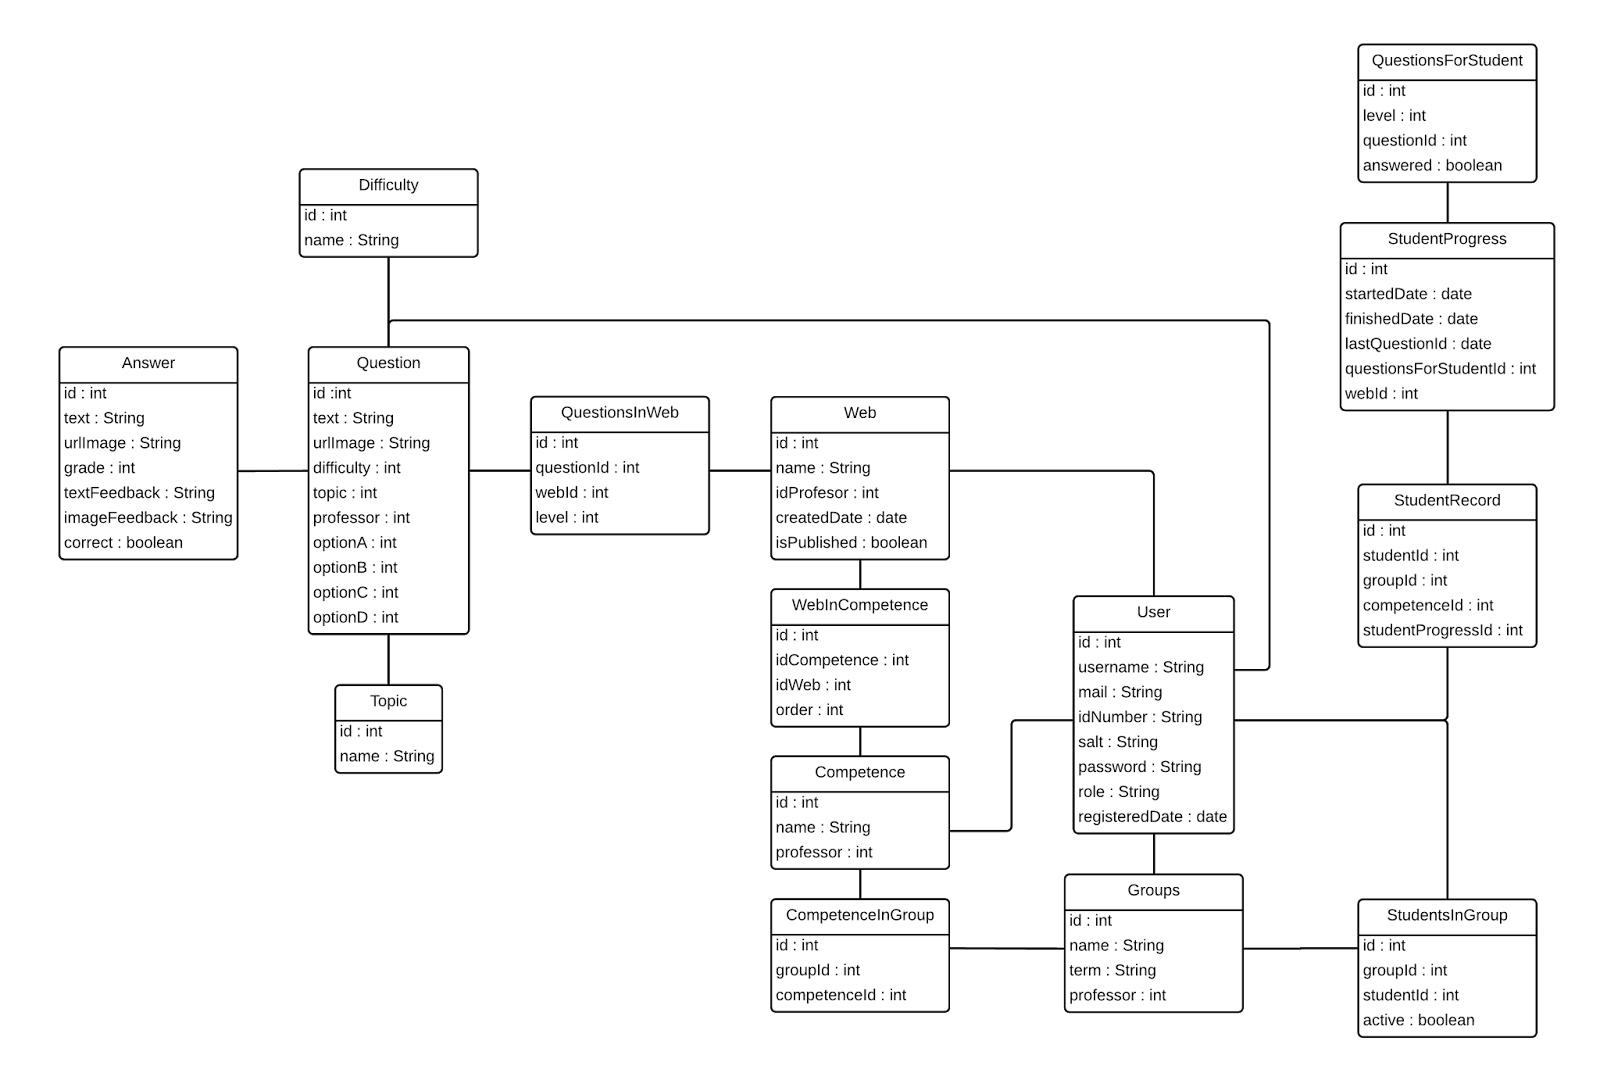 QuestionsForStudent
id : int
level : int
questionId : int
answered : boolean
Difficulty
id : int
name : String
StudentProgress
id : int
startedDate : date
finishedDate : date
lastQuestionId : date
questionsForStudentId : int
webId : int
Answer
id : int
text : String
urlImage : String
grade : int
textFeedback : String
imageFeedback : String
correct : boolean
Question
id :int
text : String
urlImage : String
difficulty : int
topic : int
professor : int
optionA : int
optionB : int
optionC : int
optionD : int
QuestionsInWeb
id : int
questionId : int
webId : int
level : int
Web
id : int
name : String
idProfesor : int
createdDate : date
isPublished : boolean
StudentRecord
id : int
studentId : int
groupId : int
competenceId : int
studentProgressId : int
WebInCompetence
id : int
idCompetence : int
idWeb : int
order : int
User
id : int
username : String
mail : String
idNumber : String
salt : String
password : String
role : String
registeredDate : date
Topic
id : int
name : String
Competence
id : int
name : String
professor : int
CompetenceInGroup
id : int
groupId : int
competenceId : int
Groups
id : int
name : String
term : String
professor : int
StudentsInGroup
id : int
groupId : int
studentId : int
active : boolean